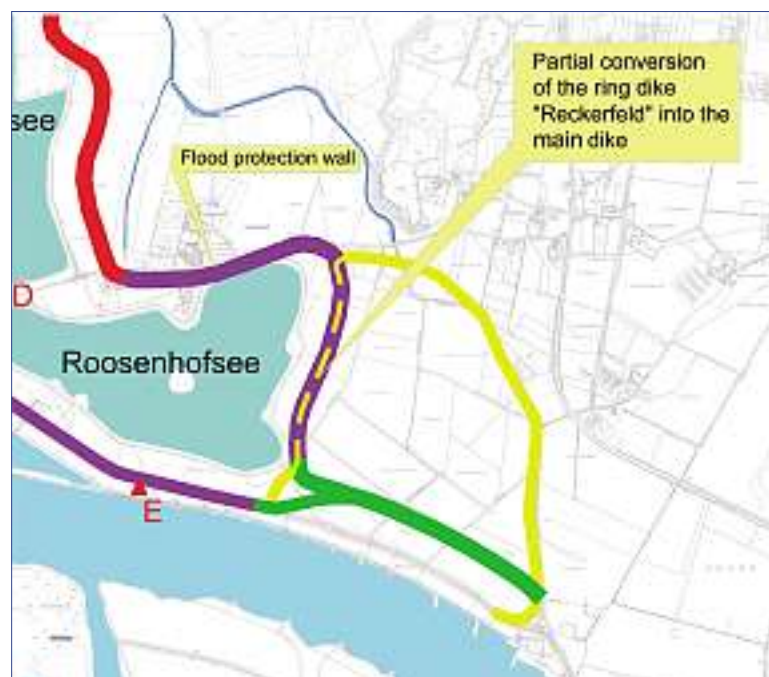 Partial conversion
of the ring dike
"Reckerfeld" into the
main dike
see
Flood protection wall
D
Roosenhofsee
E